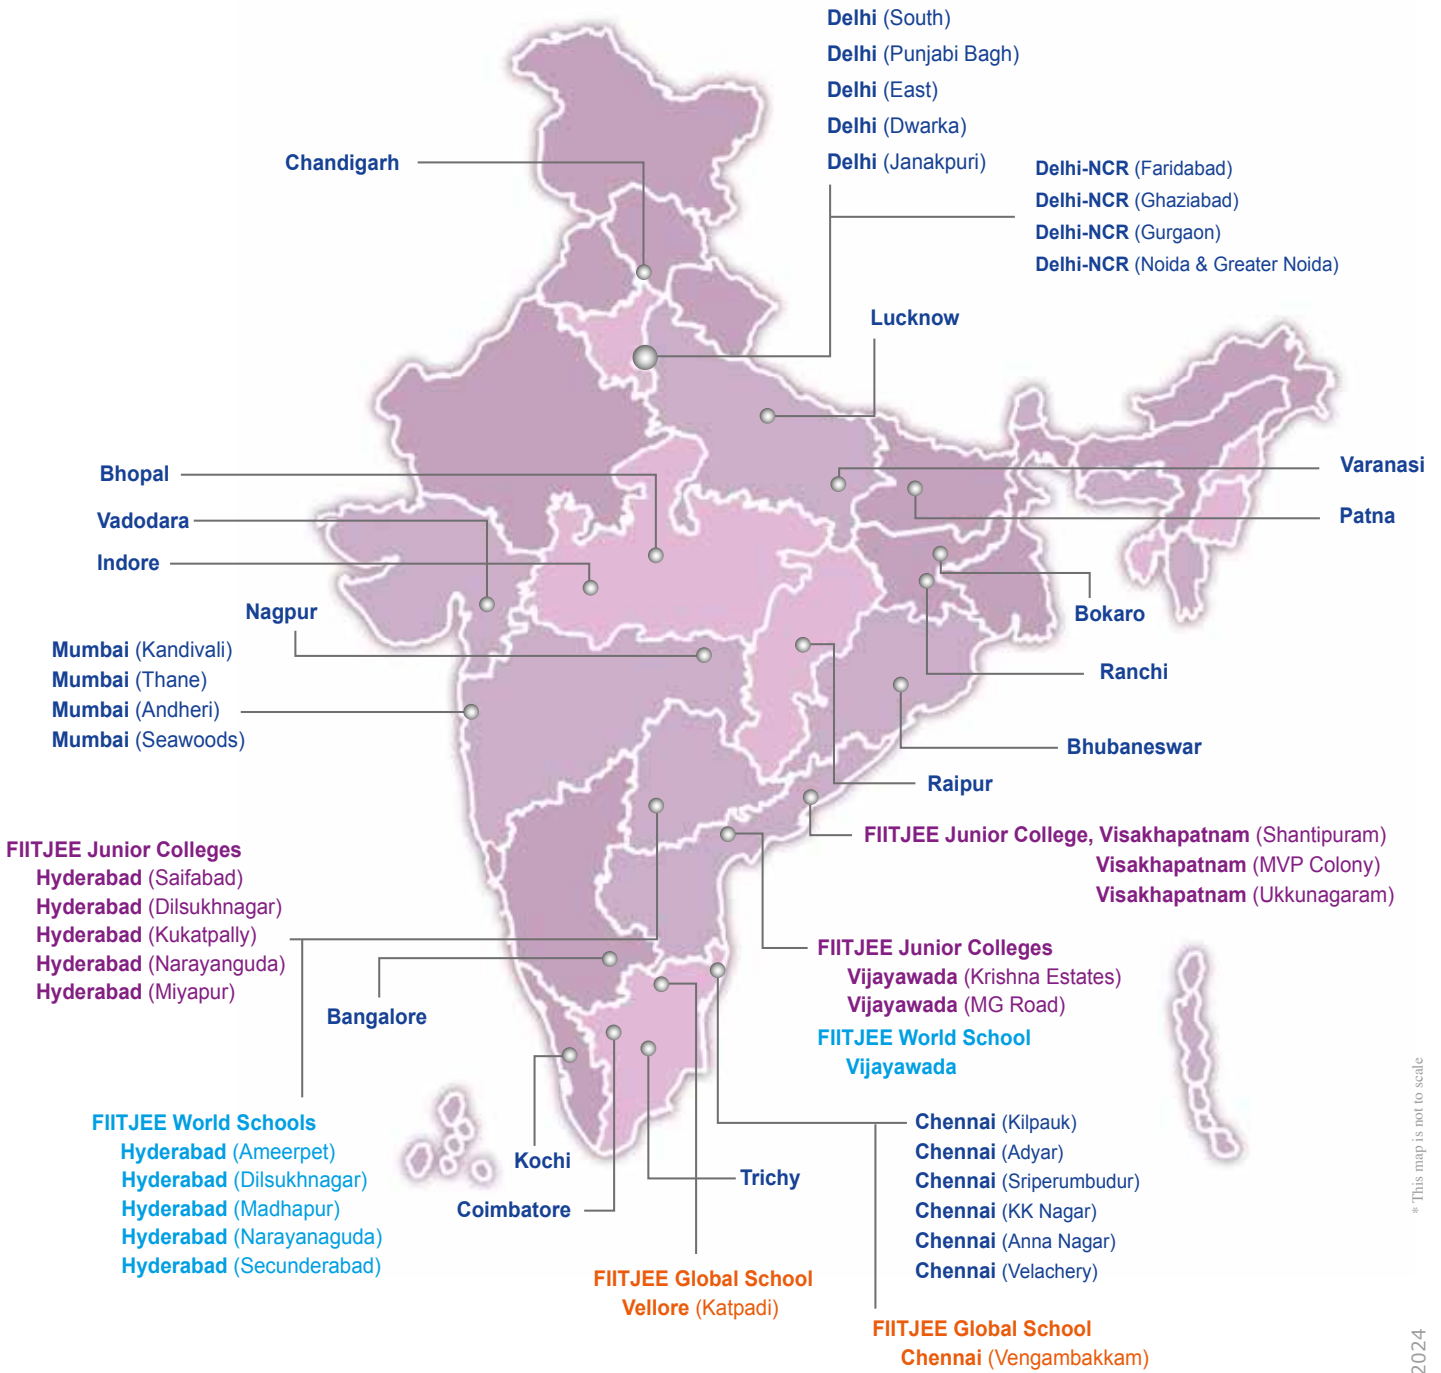 Delhi (South)
Delhi (Punjabi Bagh)
Delhi (East)
Delhi (Dwarka)
Delhi (Janakpuri)
Chandigarh
Delhi-NCR (Faridabad)
Delhi-NCR (Ghaziabad)
Delhi-NCR (Gurgaon)
Delhi-NCR (Noida & Greater Noida)
Lucknow
Bhopal
Varanasi
Vadodara
Patna
Indore
Nagpur
Bokaro
Mumbai (Kandivali)
Mumbai (Thane)
Mumbai (Andheri)
Mumbai (Seawoods)
Ranchi
Bhubaneswar
Raipur
FIITJEE Junior College, Visakhapatnam (Shantipuram)
Visakhapatnam (MVP Colony)
Visakhapatnam (Ukkunagaram)
FIITJEE Junior Colleges
Hyderabad (Saifabad)
Hyderabad (Dilsukhnagar)
Hyderabad (Kukatpally)
Hyderabad (Narayanguda)
Hyderabad (Miyapur)
FIITJEE Junior Colleges
Vijayawada (Krishna Estates)
Vijayawada (MG Road)
FIITJEE World School
Vijayawada
Bangalore
FIITJEE World Schools
Hyderabad (Ameerpet)
Hyderabad (Dilsukhnagar)
Hyderabad (Madhapur)
Hyderabad (Narayanaguda)
Hyderabad (Secunderabad)
Kochi
Trichy
Coimbatore
Chennai (Kilpauk)
Chennai (Adyar)
Chennai (Sriperumbudur)
Chennai (KK Nagar)
Chennai (Anna Nagar)
Chennai (Velachery)
FIITJEE Global School
Vellore (Katpadi)
FIITJEE Global School
Chennai (Vengambakkam)
* This map is not to scale
2024